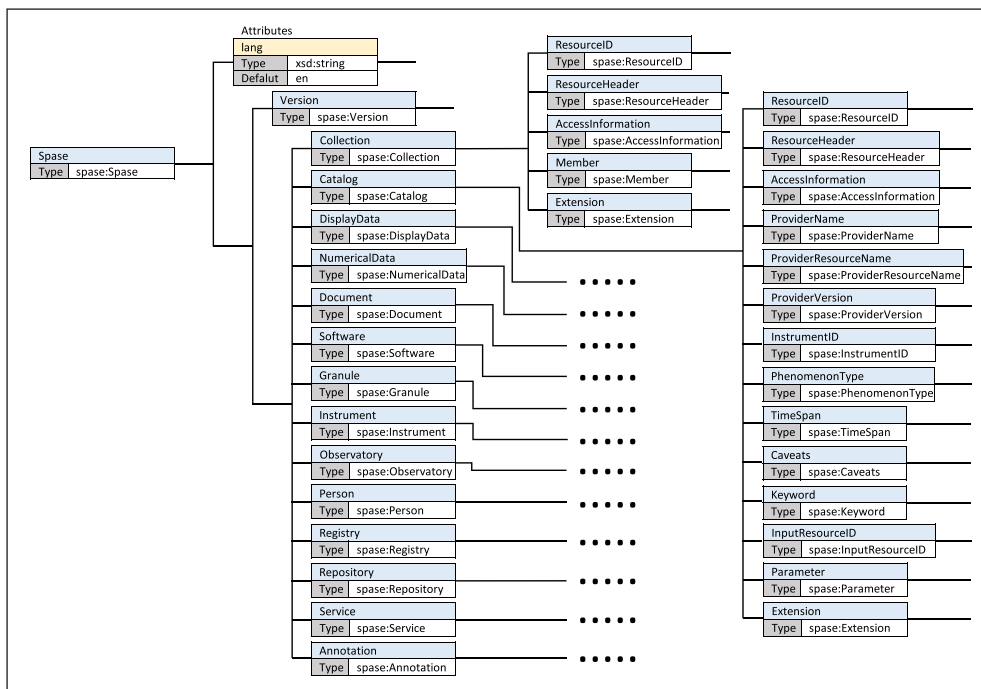 Attributes
lang
Type xsd:string
Defalut en
Version
Type spase:Version
Spase
Type spase:Spase
Collection
Type spase:Collection
Catalog
Type spase:Catalog
DisplayData
Type spase:DisplayData
NumericalData
Type spase:NumericalData
Document
Type spase:Document
Software
Type spase:Software
Granule
Type spase:Granule
Instrument
Type spase:Instrument
Observatory
Type spase:Observatory
Person
Type spase:Person
Registry
Type spase:Registry
Repository
Type spase:Repository
Service
Type spase:Service
Annotation
Type spase:Annotation
ResourceID
Type spase:ResourceID
ResourceHeader
Type spase:ResourceHeader
AccessInformation
Type spase:AccessInformation
Member
Type spase:Member
Extension
Type spase:Extension
ResourceID
Type spase:ResourceID
ResourceHeader
Type spase:ResourceHeader
AccessInformation
Type spase:AccessInformation
ProviderName
Type spase:ProviderName
ProviderResourceName
Type spase:ProviderResourceName
ProviderVersion
Type spase:ProviderVersion
InstrumentID
Type spase:InstrumentID
PhenomenonType
Type spase:PhenomenonType
TimeSpan
Type spase:TimeSpan
Caveats
Type spase:Caveats
Keyword
Type spase:Keyword
InputResourceID
Type spase:InputResourceID
Parameter
Type spase:Parameter
Extension
Type spase:Extension